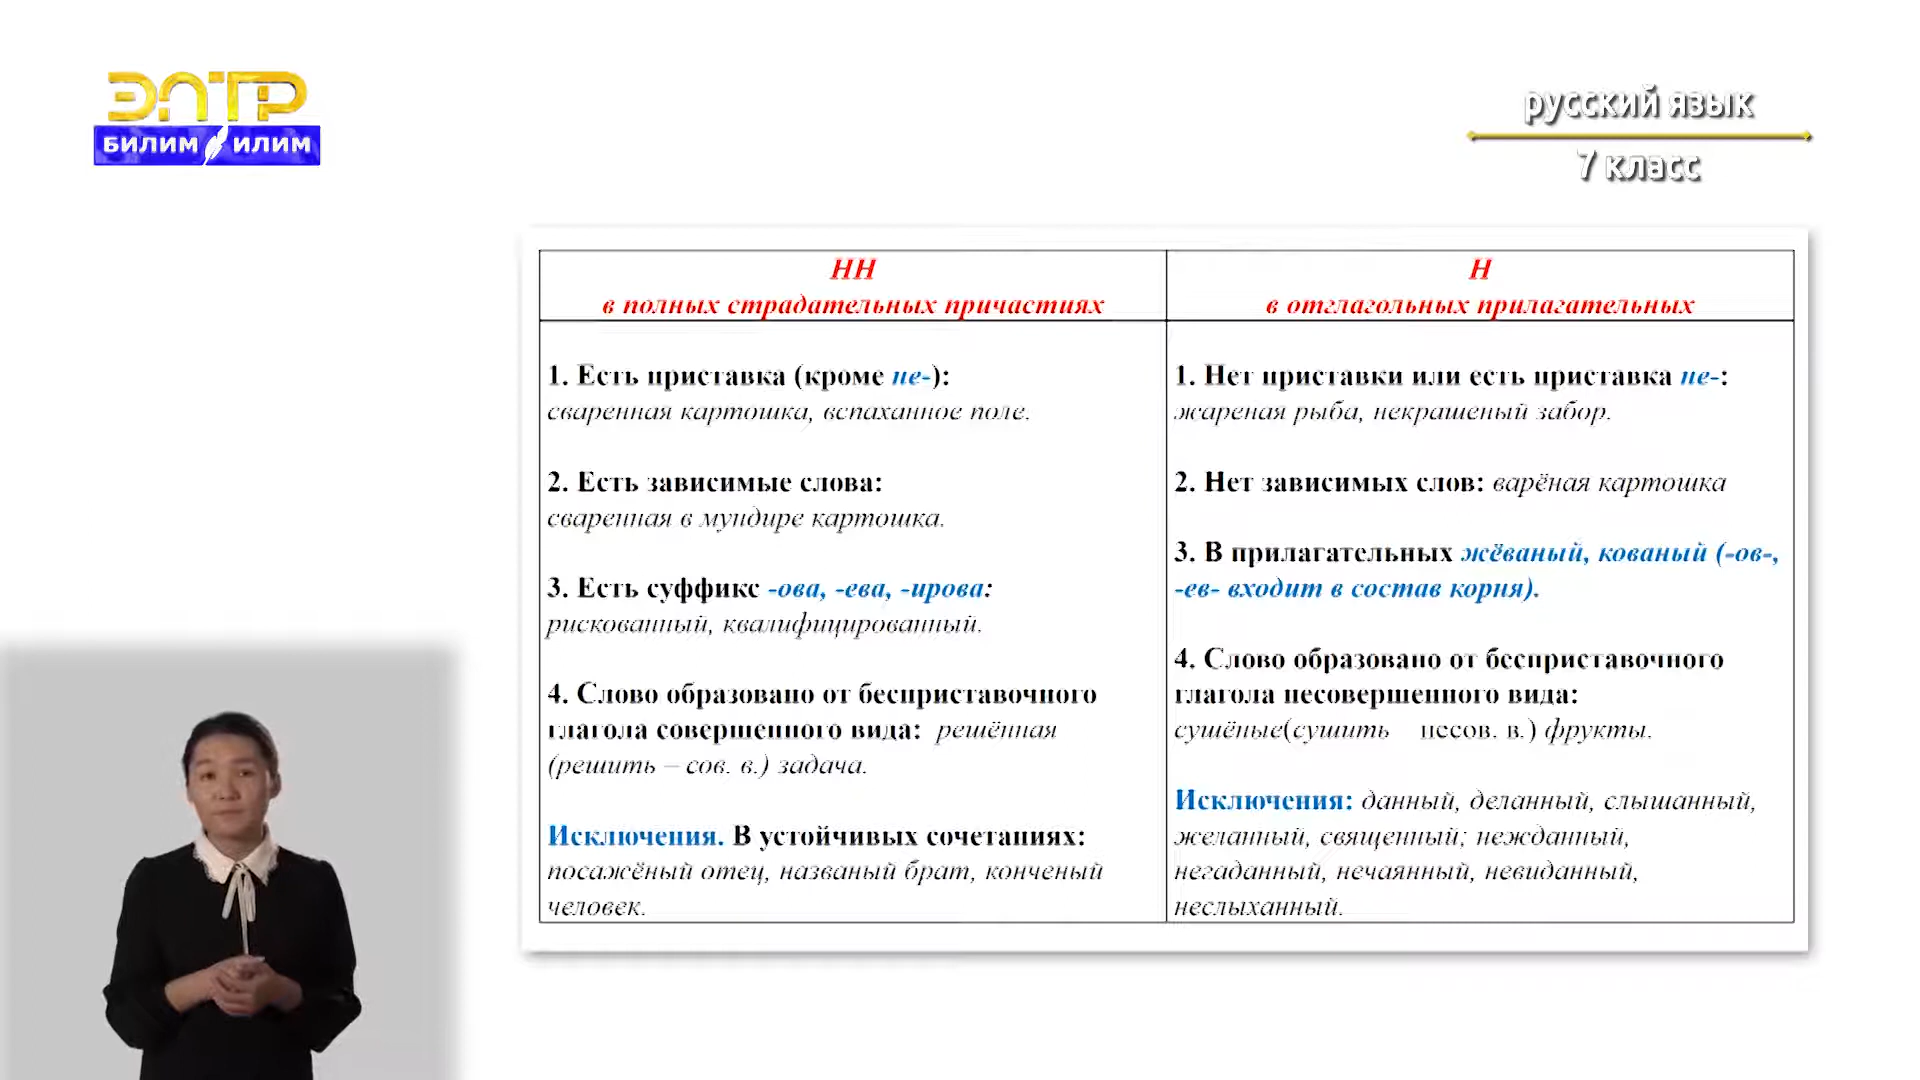 ЭЛТР
БИЛИМ ИЛИМ
русский язык
7 класс
НН
в полных страдательных причастиях
1. Есть приставка (кроме не-):
сваренная картошка, вспаханное поле.
2. Есть зависимые слова:
сваренная в мундире картошка.
3. Есть суффикс -ова, -ева, -ирова:
рискованный, квалифицированный.
4. Слово образовано от бесприставочного
глагола совершенного вида: решённая
(решить – сов. в.) задача.
Исключения. В устойчивых сочетаниях:
посажёный отец, названый брат, конченый
человек.
Н
в отглагольных прилагательных
1. Нет приставки или есть приставка не-:
жареная рыба, некрашеный забор.
2. Нет зависимых слов: варёная картошка
3. В прилагательных жёваный, кованый (-ов-,
-ев- входит в состав корня).
4. Слово образовано от бесприставочного
глагола несовершенного вида:
сушёные(сушить несов. в.) фрукты.
Исключения: данный, деланный, слышанный,
желанный, священный; нежданный,
негаданный, нечаянный, невиданный,
неслыханный.